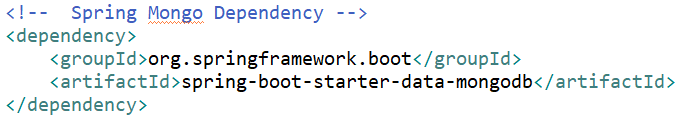 <!--  Spring Mongo Dependency -->
<dependency>
    <groupId>org.springframework.boot</groupId>
    <artifactId>spring-boot-starter-data-mongodb</artifactId>
</dependency>